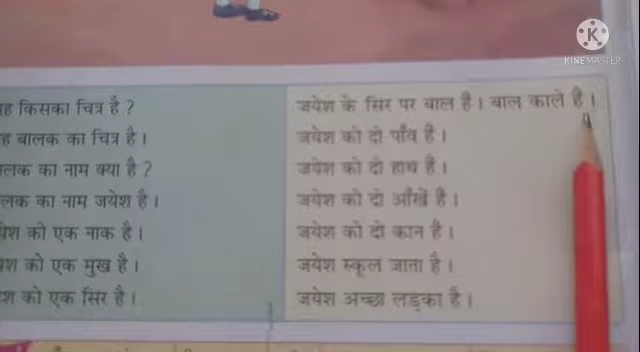 KINEMASTER
ह किसका चित्र है ?
ह बालक का चित्र है ।
लक का नाम क्या है ?
लक का नाम जयेश है ।
येश को एक नाक है ।
येश को एक मुख है ।
श को एक सिर है ।
जयेश के सिर पर बाल है । बाल काले है ।
जयेश को दो पाँव हैं ।
जयेश को दो हाथ हैं ।
जयेश को दो आँखें हैं ।
जयेश को दो कान हैं ।
जयेश स्कूल जाता है ।
जयेश अच्छा लड़का है ।